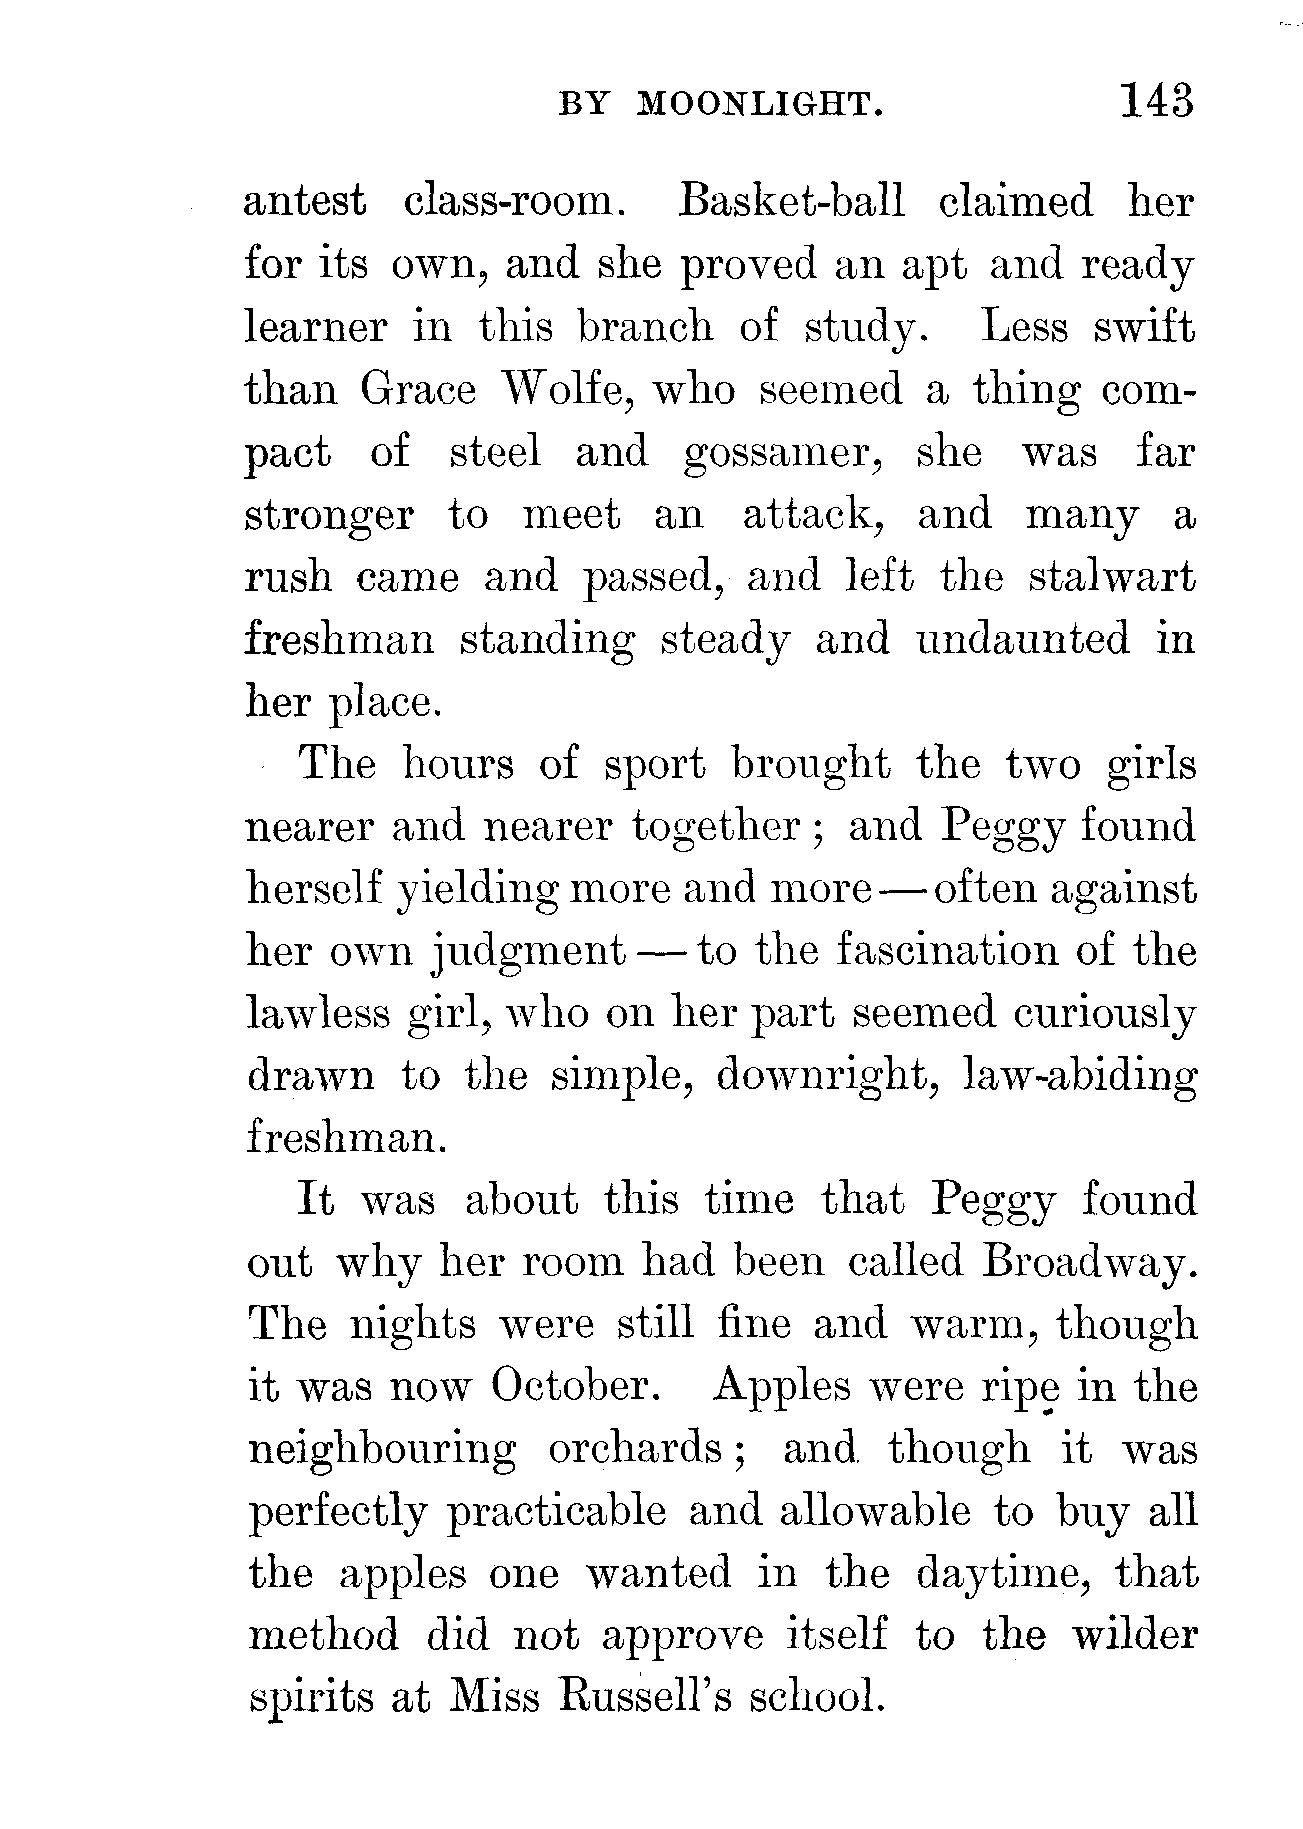 BY MOONLIGHT. 143
antest class-room. Basket-ball claimed her
for its own, and she proved an apt and ready
learner in this branch of study. Less swift
than Grace Wolfe, who seemed a thing com-
pact of steel and gossamer, she was far
stronger to meet an attack, and many a
rush came and passed, and left the stalwart
freshman standing steady and undaunted in
her place.
The hours of sport brought the two girls
nearer and nearer together ; and Peggy found
herself yielding more and more — often against
her own judgment — to the fascination of the
lawless girl, who on her part seemed curiously
drawn to the simple, downright, law-abiding
freshman.
It was about this time that Peggy found
out why her room had been called Broadway.
The nights were still fine and warm, though
it was now October. Apples were ripe in the
neighbouring orchards ; and though it was
perfectly practicable and allowable to buy all
the apples one wanted in the daytime, that
method did not approve itself to the wilder
spirits at Miss Russell's school.